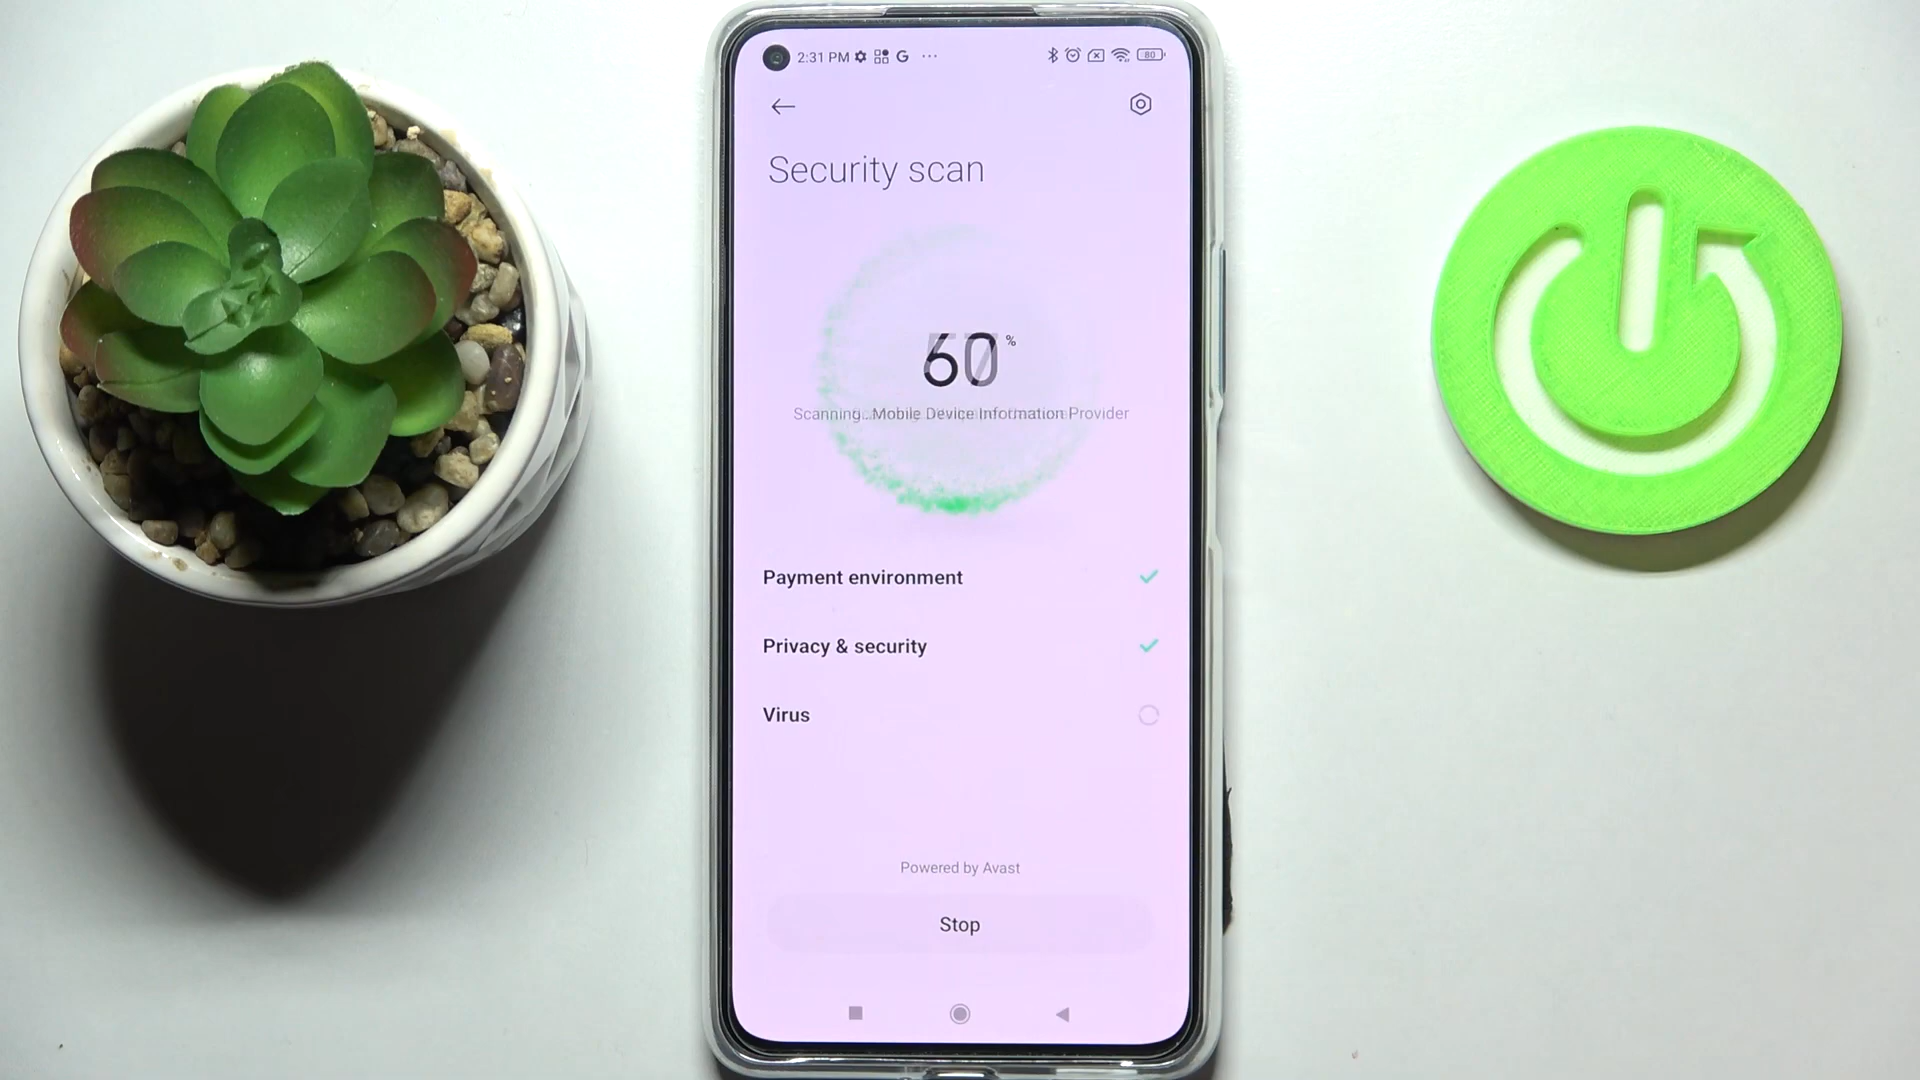 2:31 PM G ...
80
Security scan
60%
Scanning...Mobile Device Information Provider
Payment environment
Privacy & security
Virus
Powered by Avast
Stop